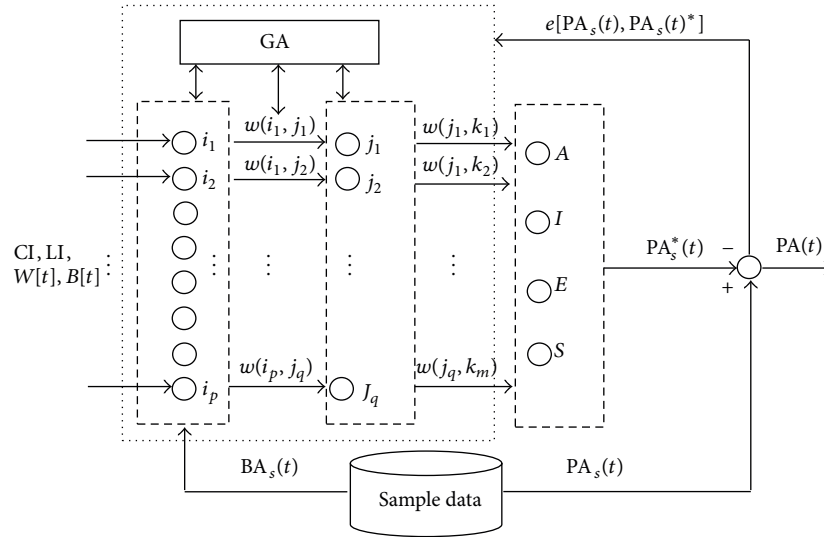 GA
e[PA_s(t), PA_s(t)*]
i_1
w(i_1, j_1)
j_1
w(j_1, k_1)
A
i_2
w(i_1, j_2)
j_2
w(j_1, k_2)
I
CI, LI,
W[t], B[t]
⋮
⋮
⋮
⋮
⋮
E
PA_s^*(t)
−
+
PA(t)
S
i_p
w(i_p, j_q)
J_q
w(j_q, k_m)
BA_s(t)
Sample data
PA_s(t)